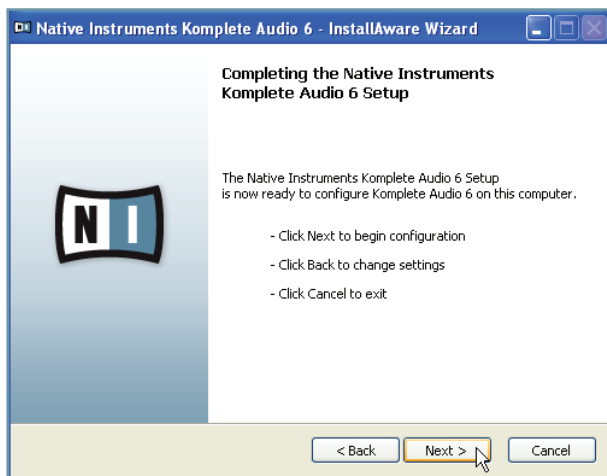 Native Instruments Komplete Audio 6 - InstallAware Wizard
Completing the Native Instruments
Komplete Audio 6 Setup
The Native Instruments Komplete Audio 6 Setup
is now ready to configure Komplete Audio 6 on this computer.
- Click Next to begin configuration
- Click Back to change settings
- Click Cancel to exit
N I
< Back Next > Cancel